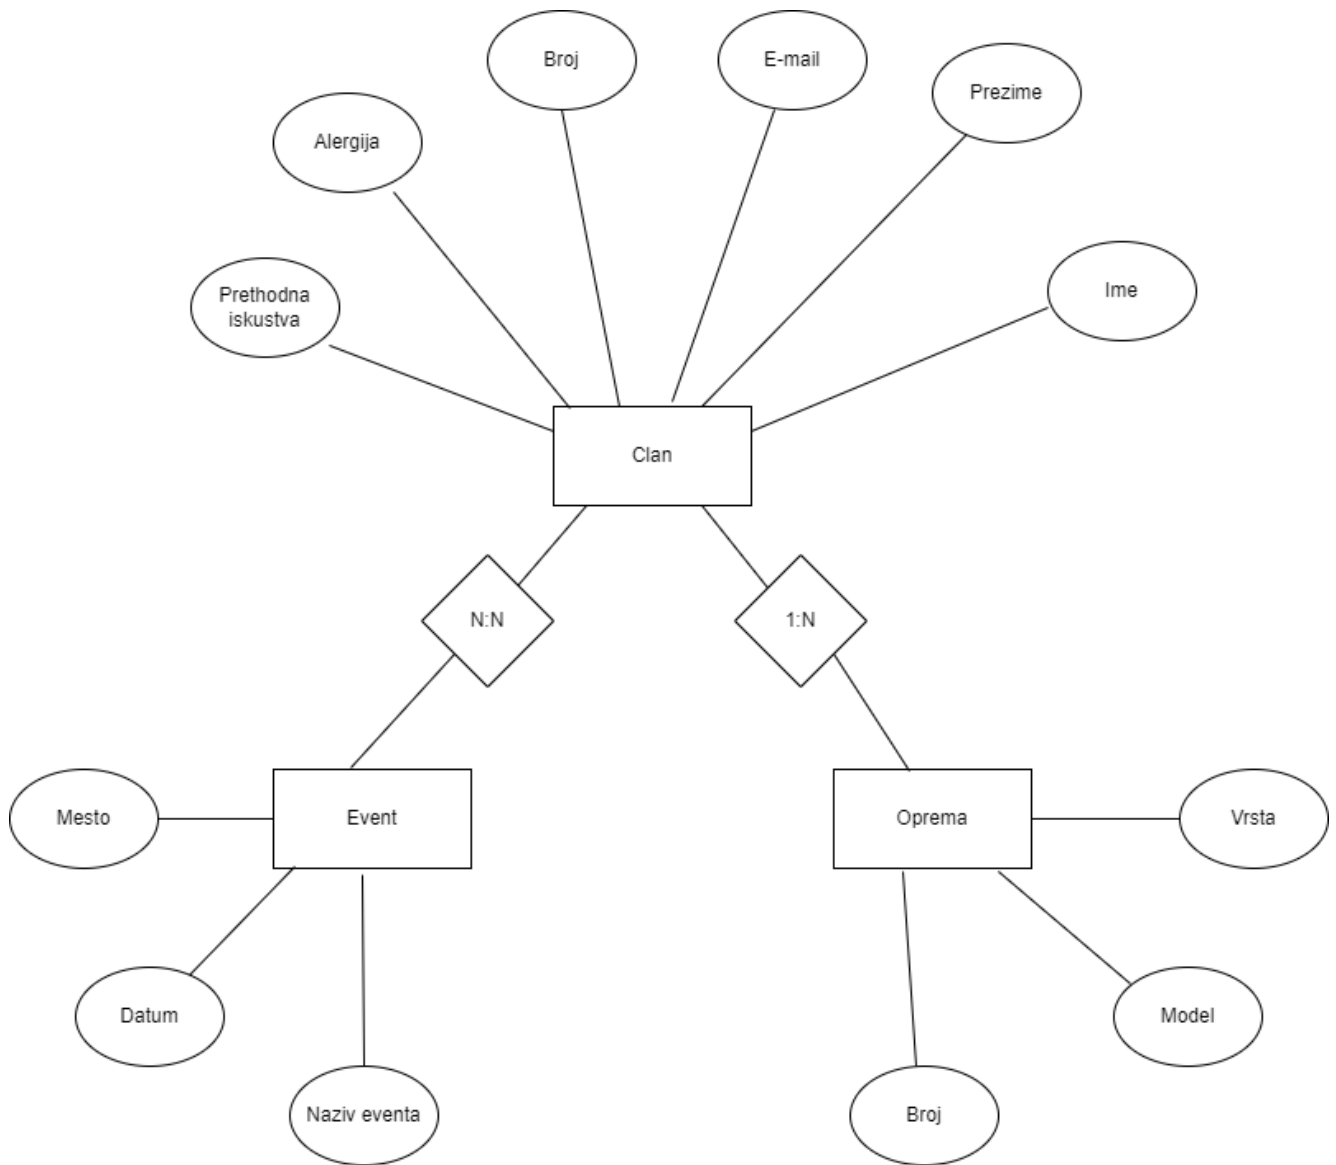 Broj
E-mail
Prezime
Alergija
Ime
Prethodna
iskustva
Clan
N:N
1:N
Mesto
Event
Oprema
Vrsta
Datum
Model
Naziv eventa
Broj